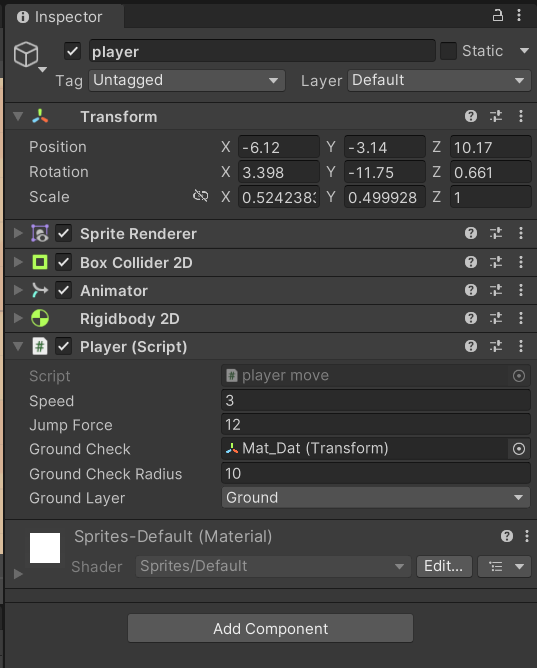 Inspector
player Static
Tag Untagged Layer Default
Transform
Position X -6.12 Y -3.14 Z 10.17
Rotation X 3.398 Y -11.75 Z 0.661
Scale X 0.5242383 Y 0.499928 Z 1
Sprite Renderer
Box Collider 2D
Animator
Rigidbody 2D
# Player (Script)
Script # player move
Speed 3
Jump Force 12
Ground Check Mat_Dat (Transform)
Ground Check Radius 10
Ground Layer Ground
Sprites-Default (Material)
Shader Sprites/Default Edit...
Add Component